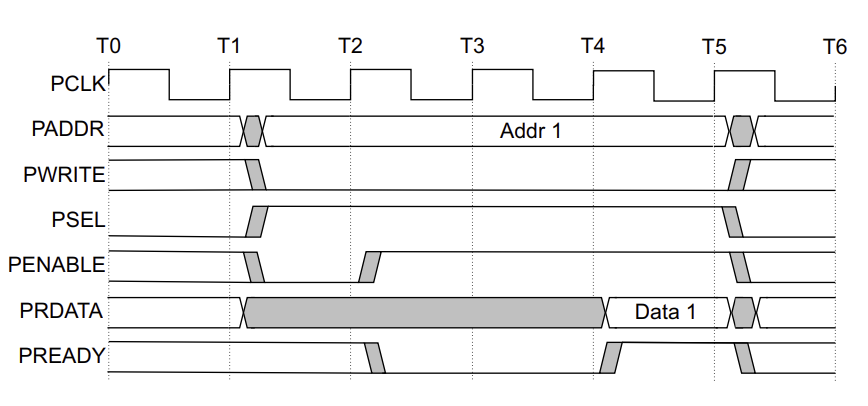 T0 T1 T2 T3 T4 T5 T6
PCLK
PADDR Addr 1
PWRITE
PSEL
PENABLE
PRDATA Data 1
PREADY